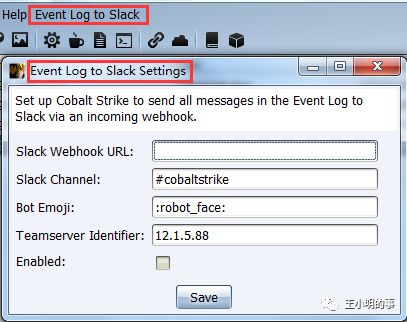 Help Event Log to Slack
Event Log to Slack Settings
Set up Cobalt Strike to send all messages in the Event Log to
Slack via an incoming webhook.
Slack Webhook URL:
Slack Channel: #cobaltstrike
Bot Emoji: :robot_face:
Teamserver Identifier: 12.1.5.88
Enabled:
Save
王小明的事